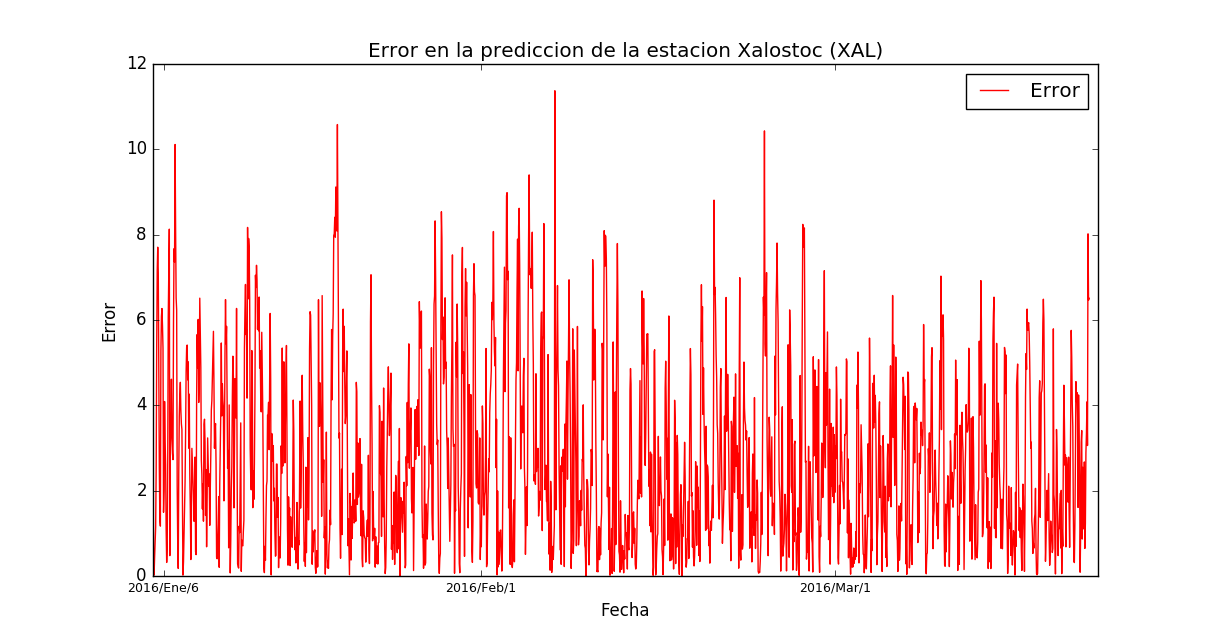 Error en la prediccion de la estacion Xalostoc (XAL)
12
10
8
6
4
2
0
Error
Error
2016/Ene/6
2016/Feb/1
2016/Mar/1
Fecha